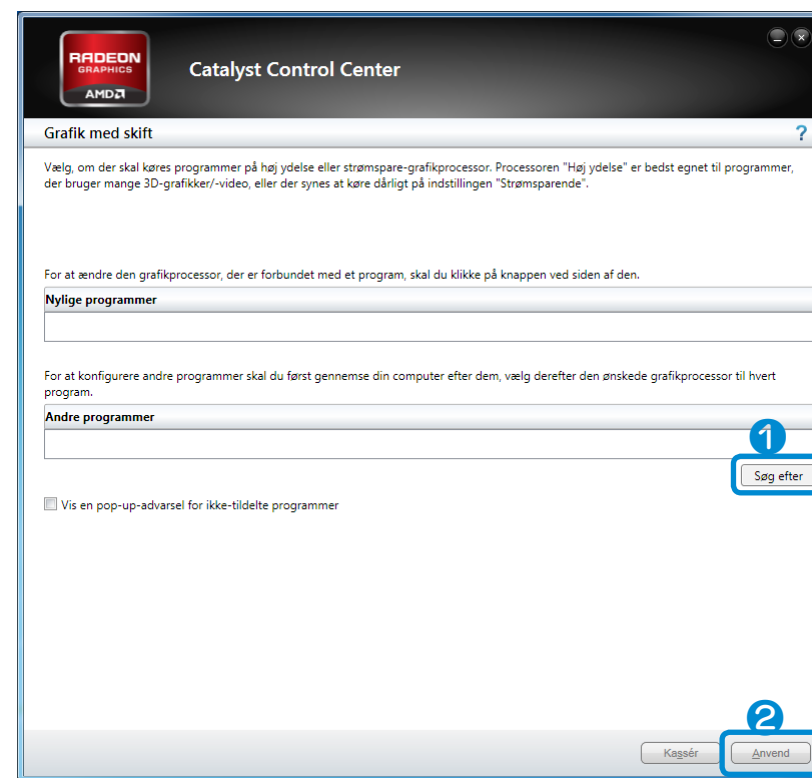 RADEON
GRAPHICS
AMD
Catalyst Control Center
Grafik med skift
?
Vælg, om der skal køres programmer på høj ydelse eller strømspare-grafikprocessor. Processoren "Høj ydelse" er bedst egnet til programmer,
der bruger mange 3D-grafikker/-video, eller der synes at køre dårligt på indstillingen "Strømsparende".
For at ændre den grafikprocessor, der er forbundet med et program, skal du klikke på knappen ved siden af den.
Nylige programmer
For at konfigurere andre programmer skal du først gennemse din computer efter dem, vælg derefter den ønskede grafikprocessor til hvert
program.
Andre programmer
1
Søg efter
Vis en pop-up-advarsel for ikke-tildelte programmer
2
Kassér
Anvend